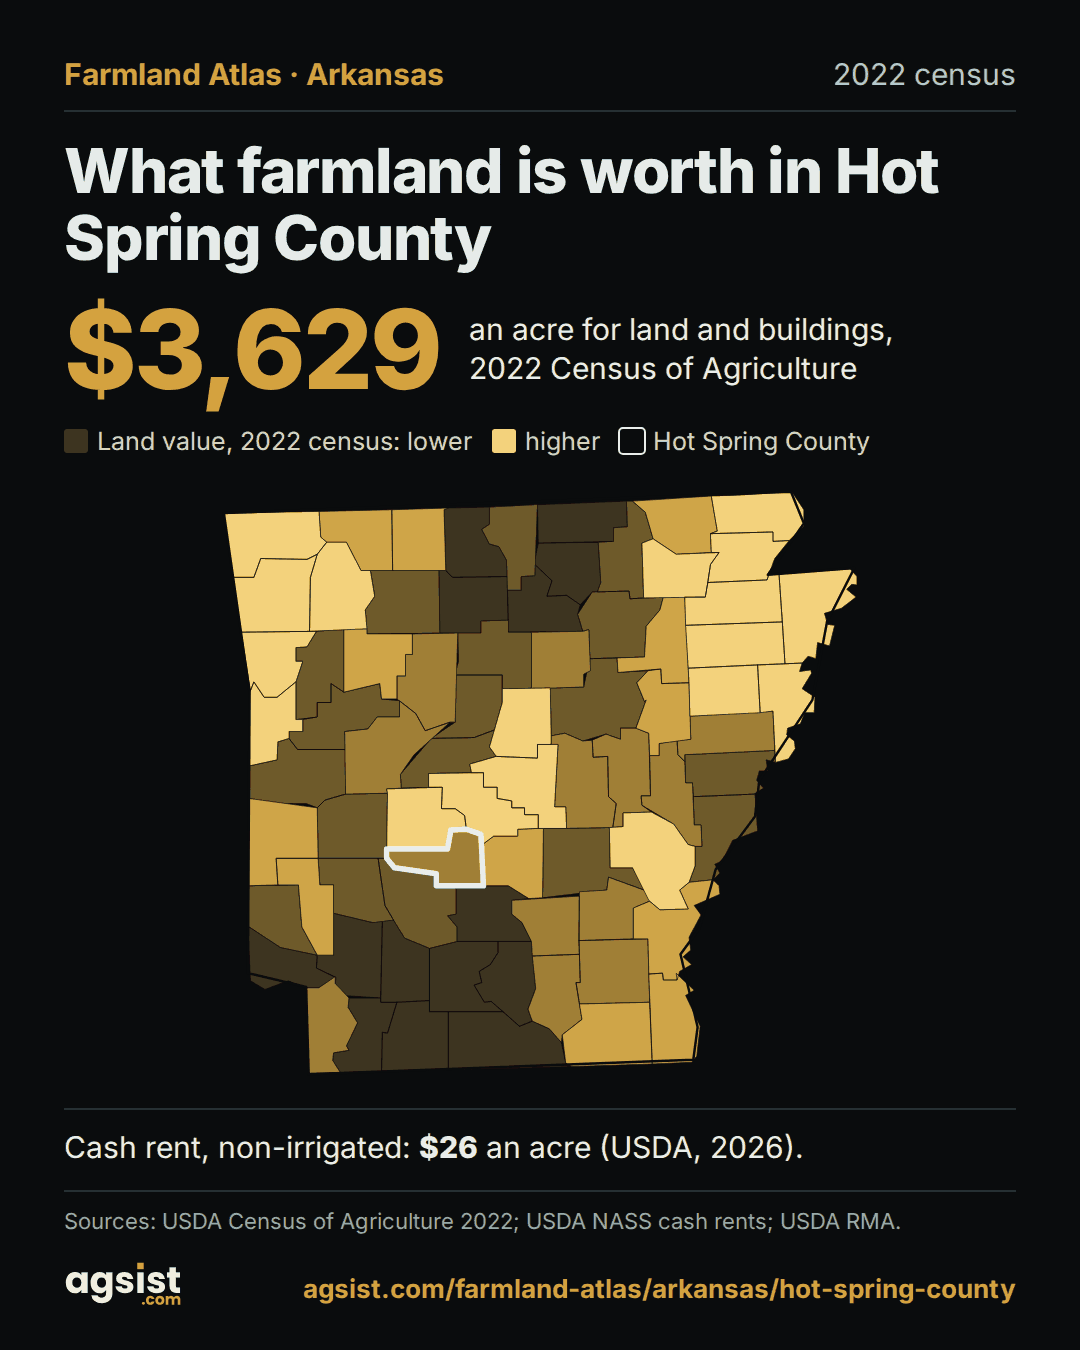 Farmland Atlas · Arkansas
2022 census
What farmland is worth in Hot
Spring County
$3,629
an acre for land and buildings,
2022 Census of Agriculture
Land value, 2022 census: lower
higher
Hot Spring County
Cash rent, non-irrigated: $26 an acre (USDA, 2026).
Sources: USDA Census of Agriculture 2022; USDA NASS cash rents; USDA RMA.
agsist
.com
agsist.com/farmland-atlas/arkansas/hot-spring-county